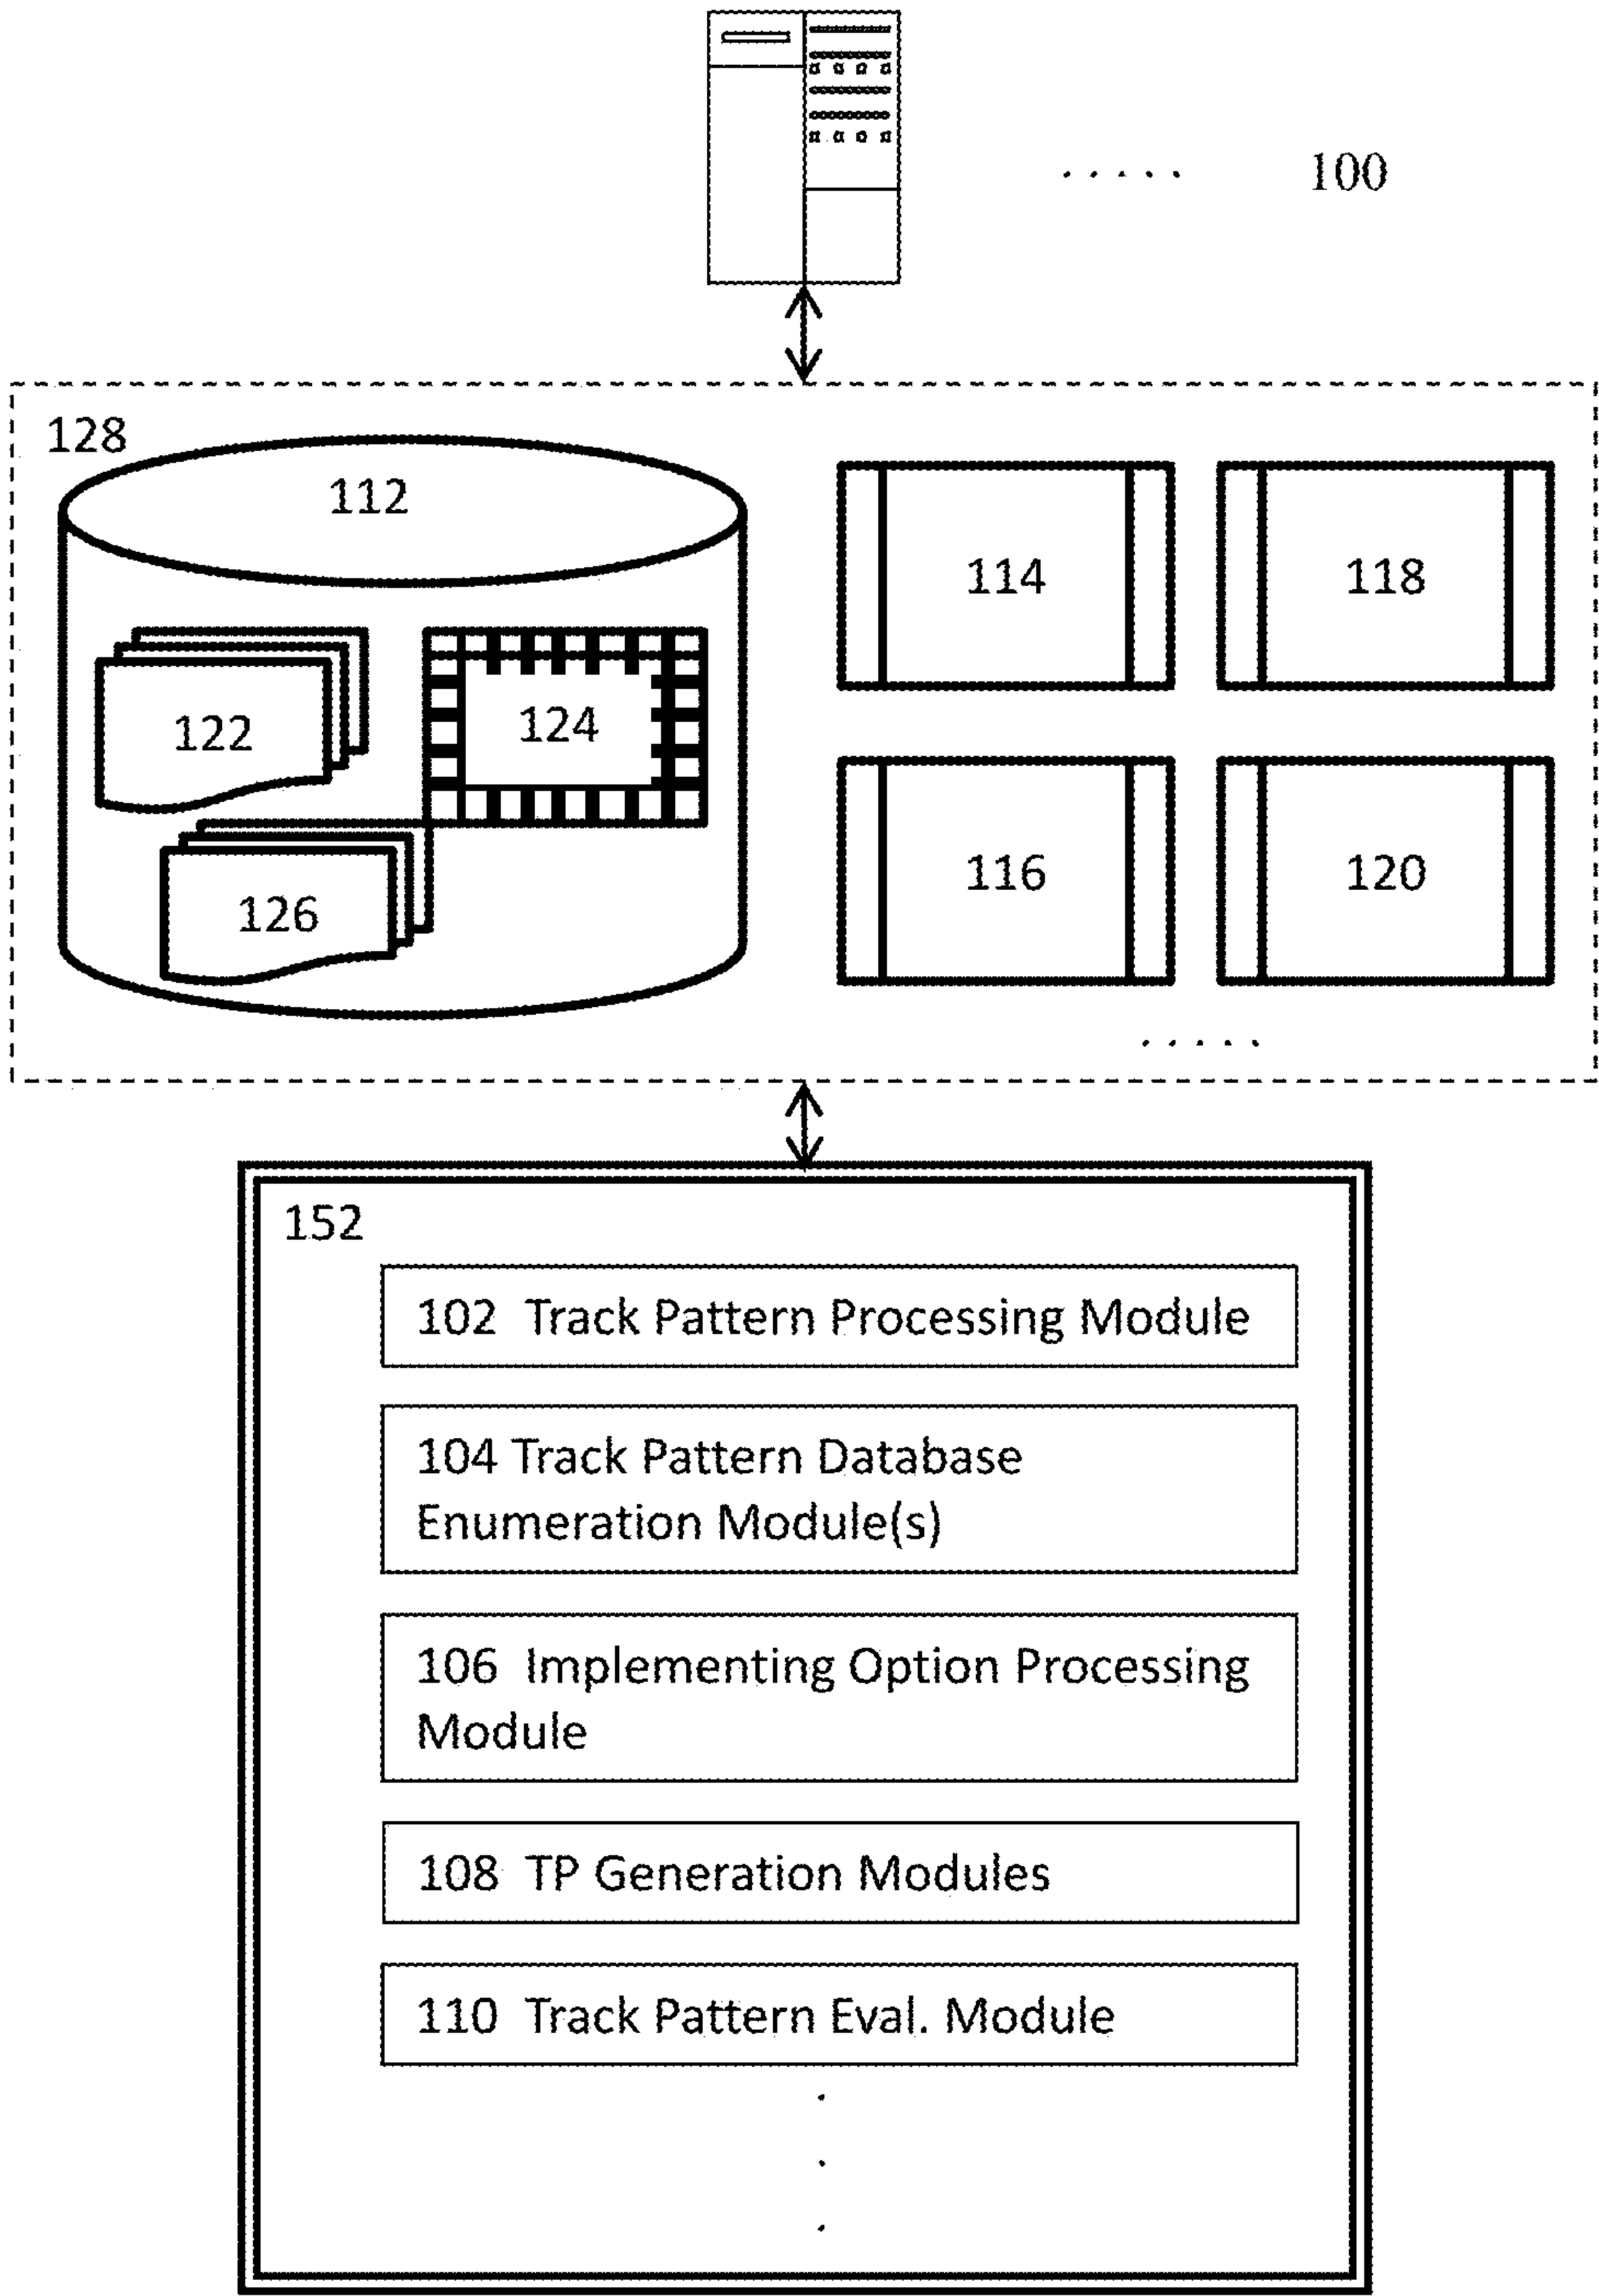 100
128
112
114
118
122
124
116
120
126
152
102 Track Pattern Processing Module
104 Track Pattern Database
Enumeration Module(s)
106 Implementing Option Processing
Module
108 TP Generation Modules
110 Track Pattern Eval. Module